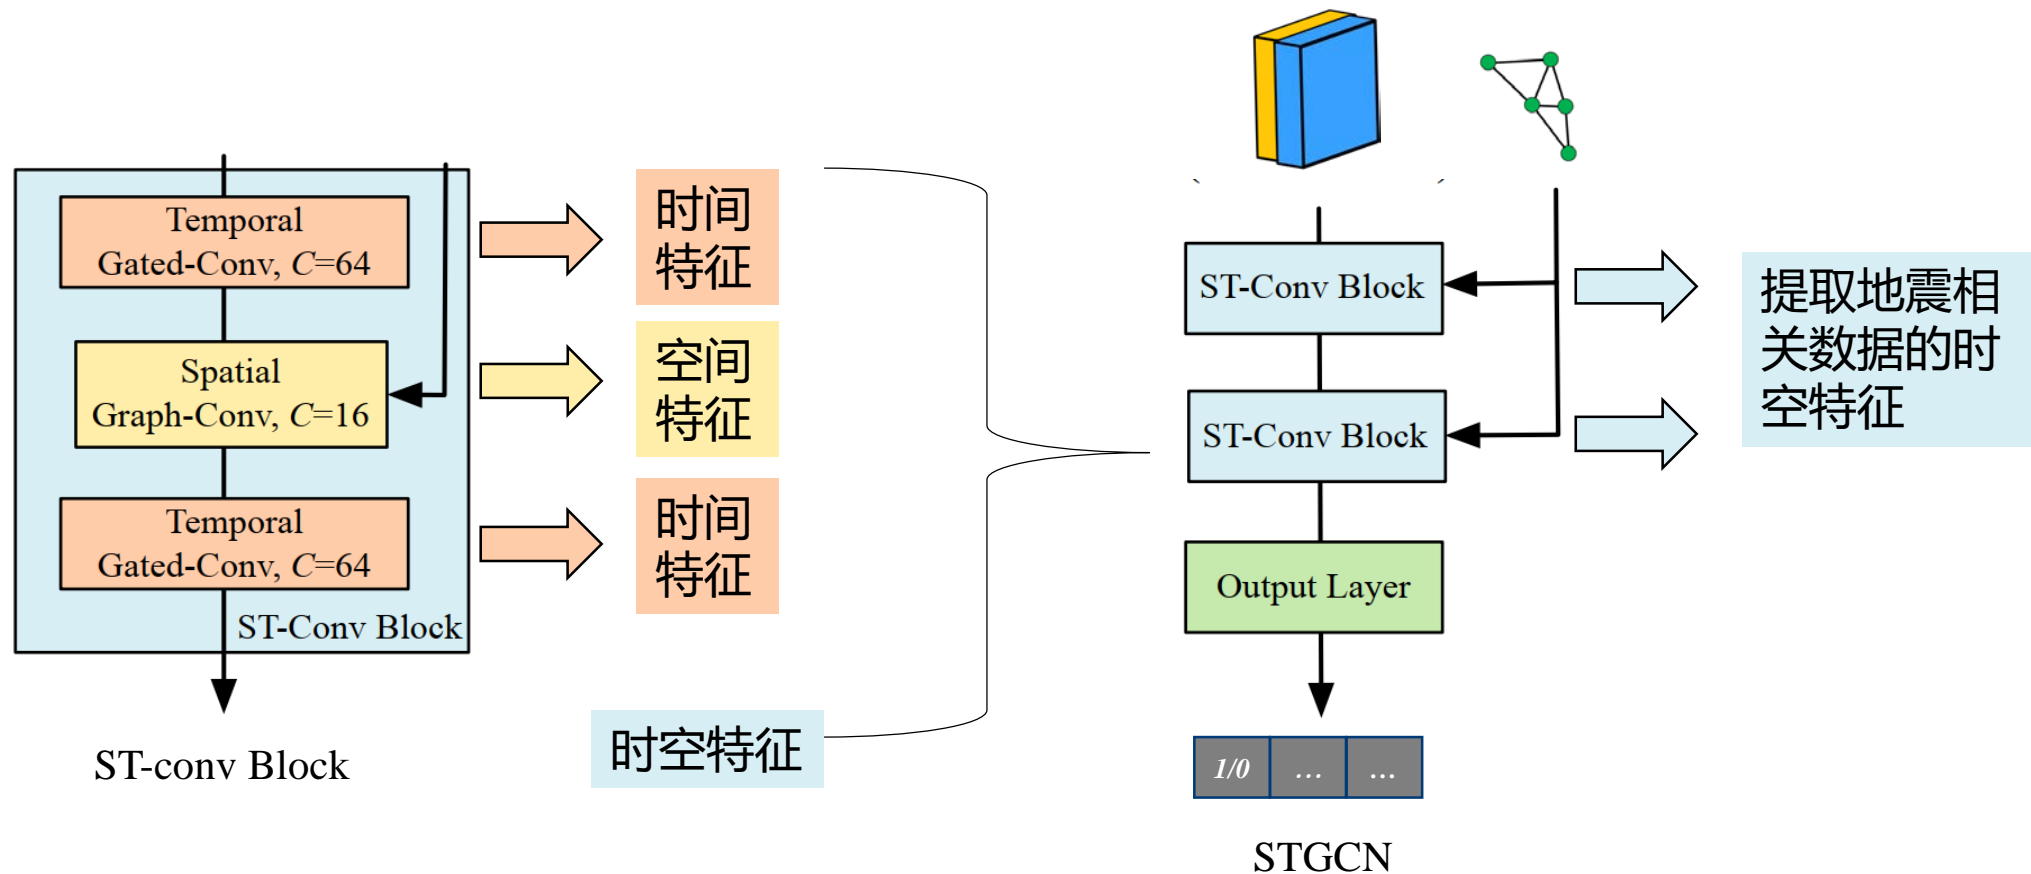 Temporal
Gated-Conv, C=64
Spatial
Graph-Conv, C=16
Temporal
Gated-Conv, C=64
ST-Conv Block
ST-conv Block
时间
特征
空间
特征
时间
特征
时空特征
ST-Conv Block
ST-Conv Block
Output Layer
1/0 ... ...
STGCN
提取地震相
关数据的时
空特征